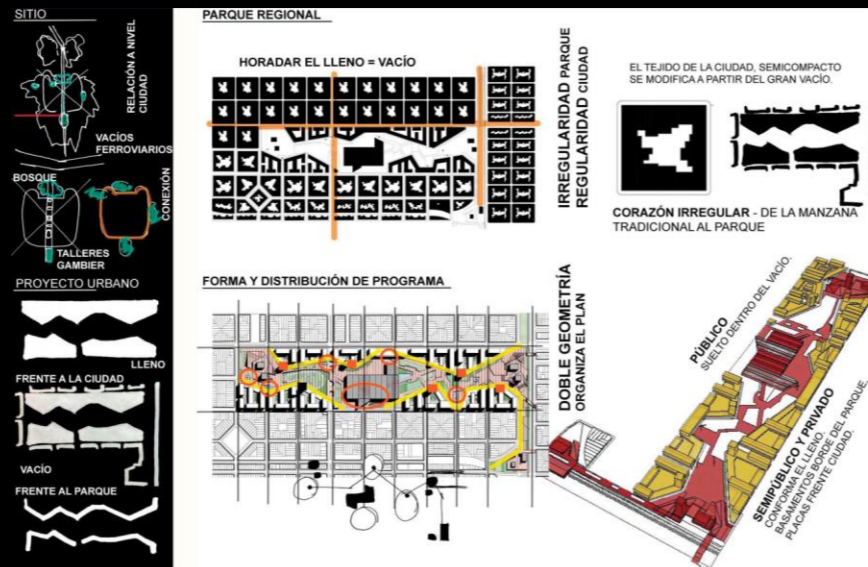 SITIO
RELACIÓN A NIVEL
CIUDAD
VACÍOS
FERROVIARIOS
BOSQUE
CONEXIÓN
TALLERES
GAMBIER
PROYECTO URBANO
LLENO
FRENTE A LA CIUDAD
VACÍO
FRENTE AL PARQUE
PARQUE REGIONAL
HORADAR EL LLENO = VACÍO
IRREGULARIDAD PARQUE
REGULARIDAD CIUDAD
EL TEJIDO DE LA CIUDAD, SEMICOMPACTO
SE MODIFICA A PARTIR DEL GRAN VACÍO.
CORAZÓN IRREGULAR - DE LA MANZANA
TRADICIONAL AL PARQUE
FORMA Y DISTRIBUCIÓN DE PROGRAMA
DOBLE GEOMETRÍA
ORGANIZA EL PLAN
PÚBLICO
SUELTO DENTRO DEL VACÍO.
SEMIPÚBLICO Y PRIVADO
CONFORMA EL LLENO.
BASAMENTOS BORDE DEL PARQUE.
PLACAS FRENTE CIUDAD.